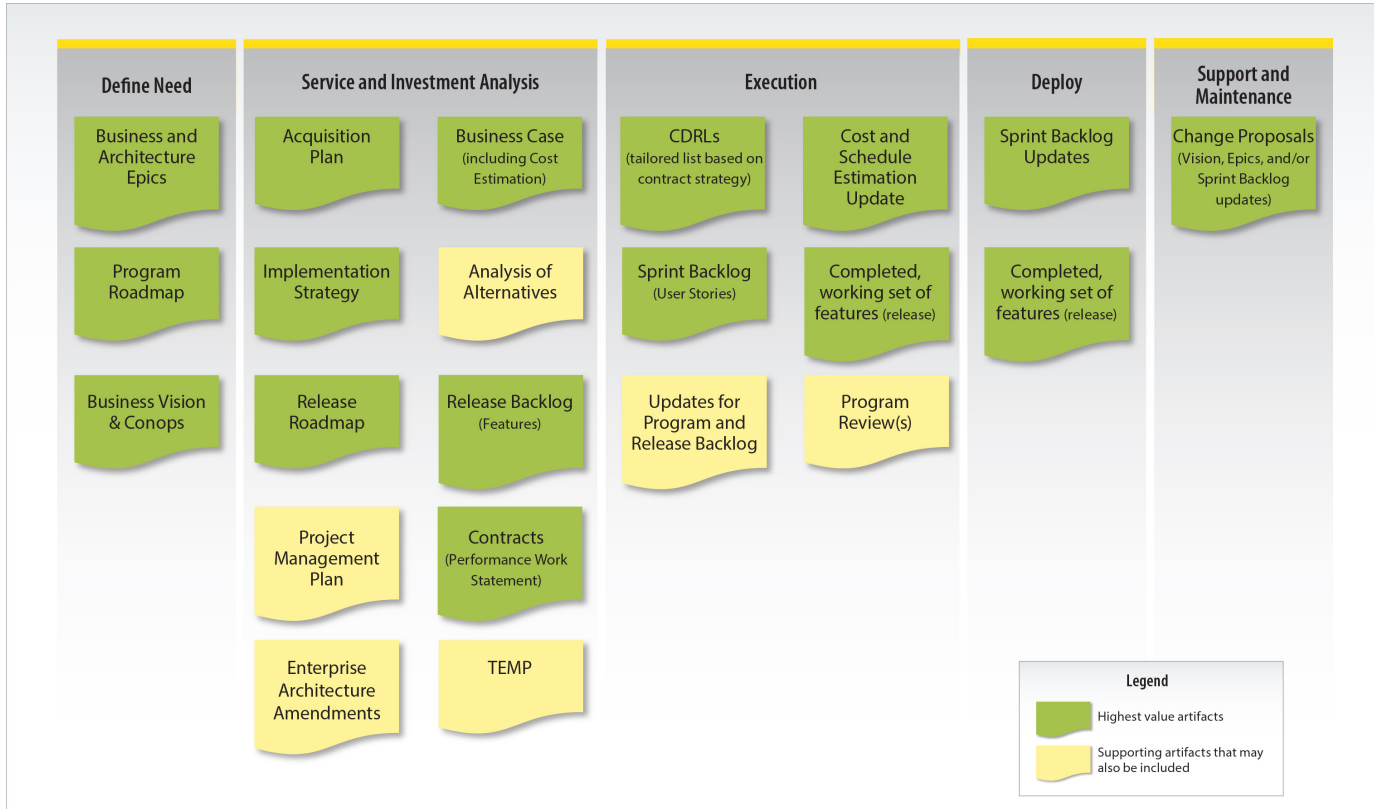 Define Need
Business and
Architecture
Epics
Program
Roadmap
Business Vision
& Conops
Service and Investment Analysis
Acquisition
Plan
Business Case
(including Cost
Estimation)
Implementation
Strategy
Analysis of
Alternatives
Release
Roadmap
Release Backlog
(Features)
Project
Management
Plan
Contracts
(Performance Work
Statement)
Enterprise
Architecture
Amendments
TEMP
Execution
CDRLs
(tailored list based on
contract strategy)
Cost and
Schedule
Estimation
Update
Sprint Backlog
(User Stories)
Completed,
working set of
features (release)
Updates for
Program and
Release Backlog
Program
Review(s)
Deploy
Sprint Backlog
Updates
Completed,
working set of
features (release)
Support and
Maintenance
Change Proposals
(Vision, Epics, and/or
Sprint Backlog
updates)
Legend
Highest value artifacts
Supporting artifacts that may
also be included